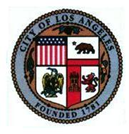 CITY OF LOS ANGELES
FOUNDED 1781